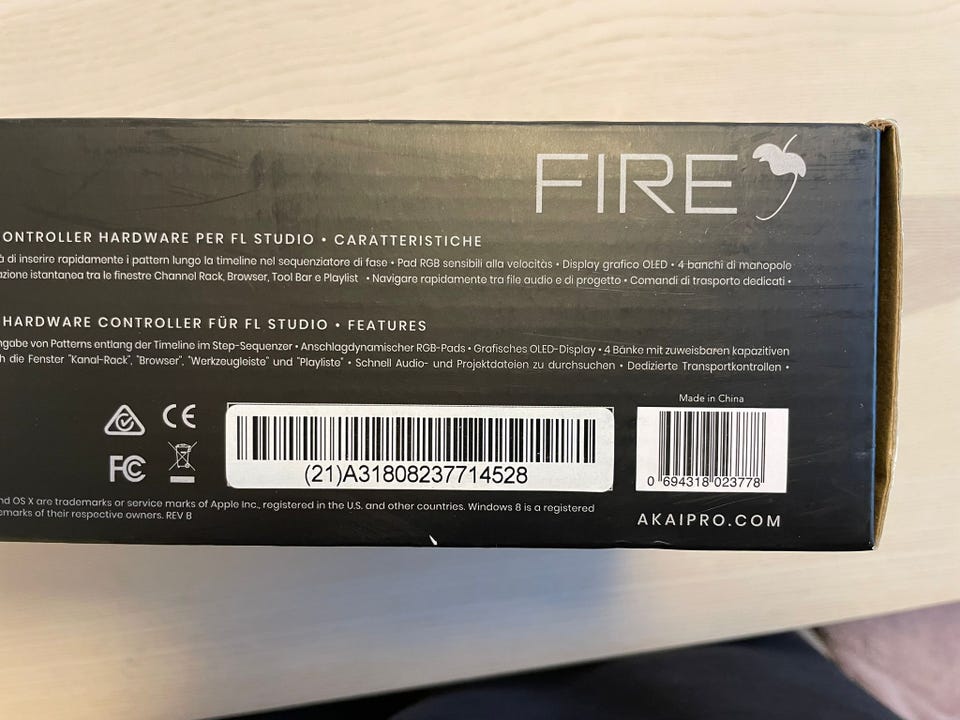 FIRE
ONTROLLER HARDWARE PER FL STUDIO • CARATTERISTICHE
à di inserire rapidamente i pattern lungo la timeline nel sequenziatore di fase • Pad RGB sensibili alla velocitàs • Display grafico OLED • 4 banchi di manopole
azione istantanea tra le finestre Channel Rack, Browser, Tool Bar e Playlist • Navigare rapidamente tra file audio e di progetto • Comandi di trasporto dedicati •
HARDWARE CONTROLLER FÜR FL STUDIO • FEATURES
ngabe von Patterns entlang der Timeline im Step-Sequenzer • Anschlagdynamischer RGB-Pads • Grafisches OLED-Display • 4 Bänke mit zuweisbaren kapazitiven
h die Fenster "Kanal-Rack", "Browser", "Werkzeugleiste" und "Playliste" • Schnell Audio- und Projektdateien zu durchsuchen • Dedizierte Transportkontrollen •
Made in China
CE
FC
(21)A31808237714528
0 694318 023778
nd OS X are trademarks or service marks of Apple Inc., registered in the U.S. and other countries. Windows 8 is a registered
emarks of their respective owners. REV B
AKAIPRO.COM